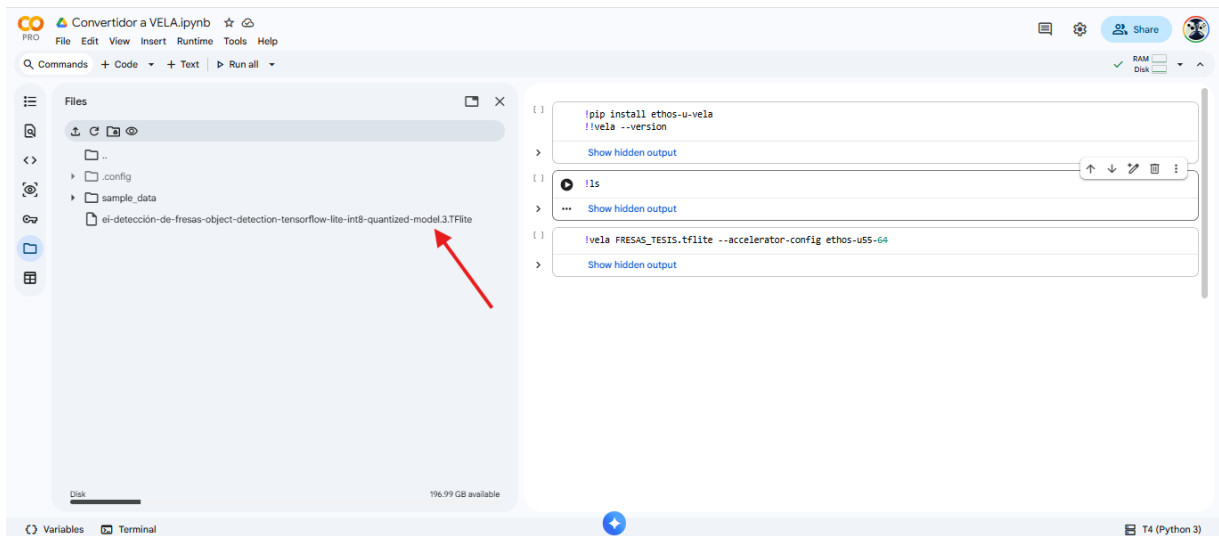 CO PRO
Convertidor a VELA.ipynb
File Edit View Insert Runtime Tools Help
Share
Commands + Code + Text Run all
RAM
Disk
Files
..
.config
sample_data
ei-detección-de-fresas-object-detection-tensorflow-lite-int8-quantized-model.3.TFlite
Disk
196.99 GB available
[ ]
!pip install ethos-u-vela
!!vela --version
Show hidden output
[ ]
!ls
Show hidden output
[ ]
!vela FRESAS_TESIS.tflite --accelerator-config ethos-u55-64
Show hidden output
Variables Terminal
T4 (Python 3)